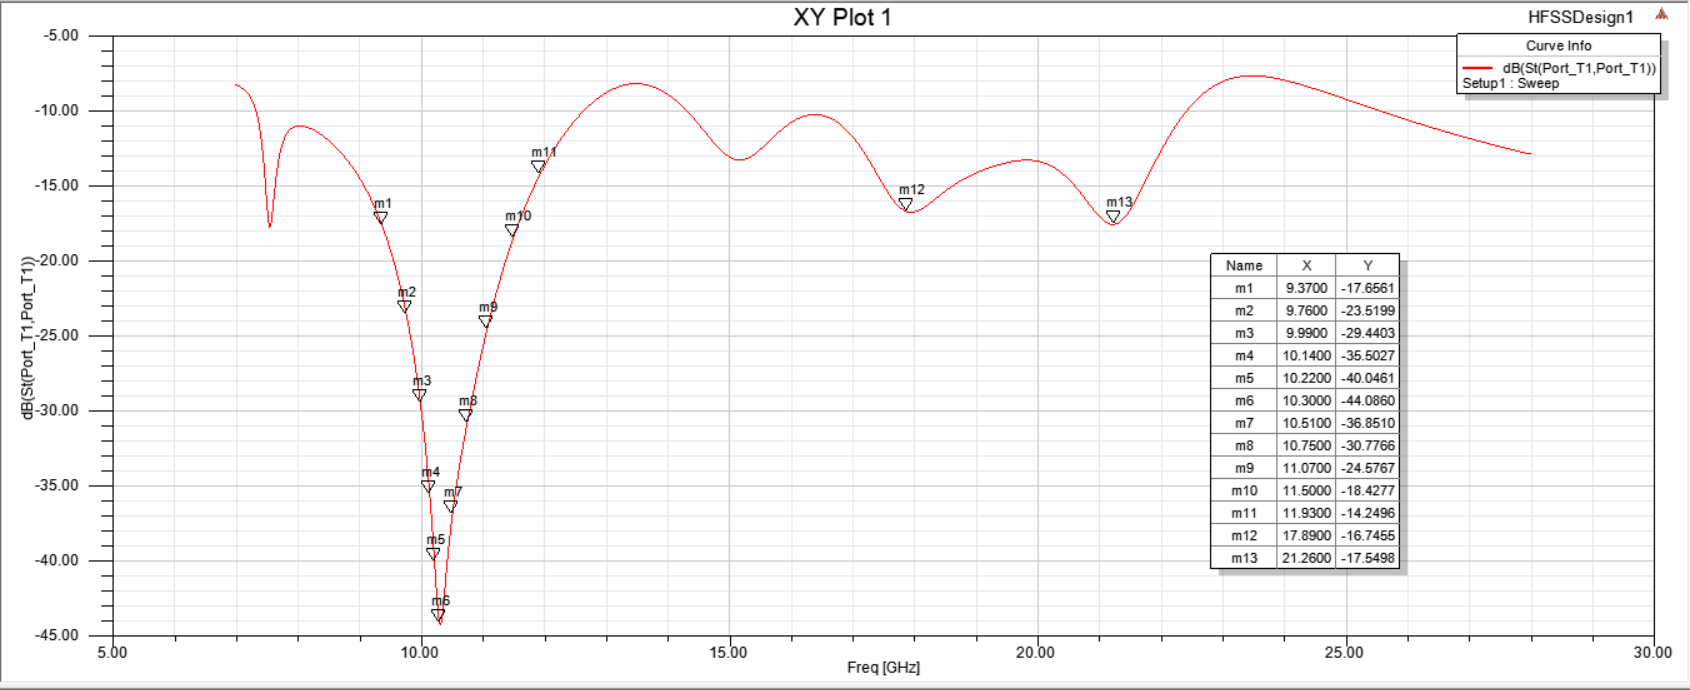 XY Plot 1
HFSSDesign1
Curve Info
dB(St(Port_T1,Port_T1))
Setup1 : Sweep
-5.00
-10.00
-15.00
-20.00
-25.00
-30.00
-35.00
-40.00
-45.00
dB(St(Port_T1,Port_T1))
m1
m2
m3
m4
m5
m6
m7
m8
m9
m10
m11
m12
m13
Name X Y
m1 9.3700 -17.6561
m2 9.7600 -23.5199
m3 9.9900 -29.4403
m4 10.1400 -35.5027
m5 10.2200 -40.0461
m6 10.3000 -44.0860
m7 10.5100 -36.8510
m8 10.7500 -30.7766
m9 11.0700 -24.5767
m10 11.5000 -18.4277
m11 11.9300 -14.2496
m12 17.8900 -16.7455
m13 21.2600 -17.5498
5.00 10.00 15.00 20.00 25.00 30.00
Freq [GHz]